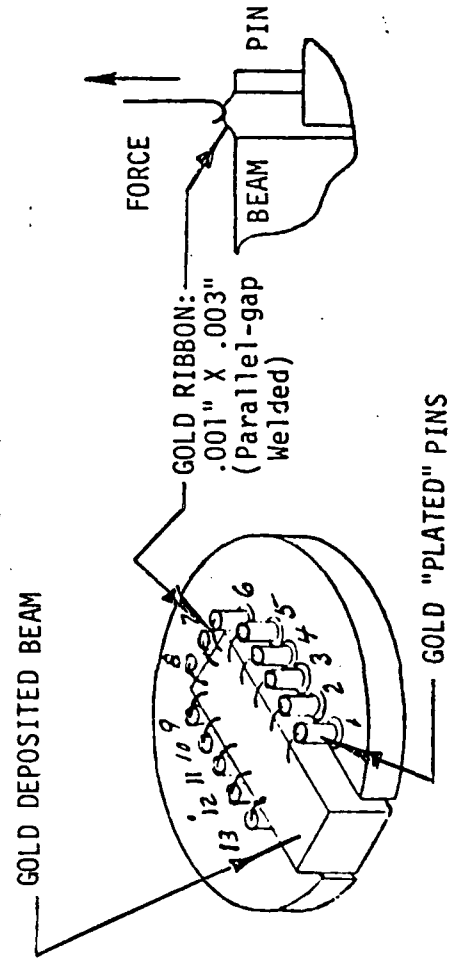 GOLD DEPOSITED BEAM
GOLD RIBBON:
.001" X .003"
(Parallel-gap
Welded)
FORCE
BEAM
PIN
13
12
11
10
9
8
7
6
5
4
3
2
1
GOLD "PLATED" PINS